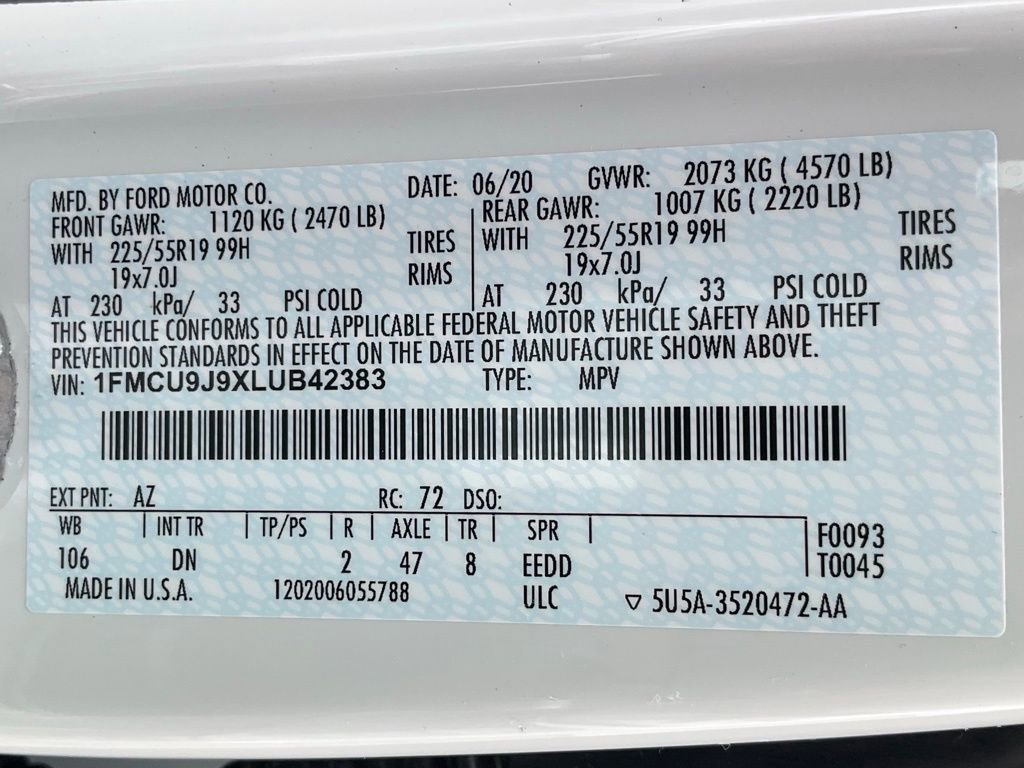 MFD. BY FORD MOTOR CO. DATE: 06/20 GVWR: 2073 KG ( 4570 LB)
FRONT GAWR: 1120 KG ( 2470 LB) REAR GAWR: 1007 KG ( 2220 LB)
WITH 225/55R19 99H TIRES WITH 225/55R19 99H TIRES
19x7.0J RIMS 19x7.0J RIMS
AT 230 kPa/ 33 PSI COLD AT 230 kPa/ 33 PSI COLD
THIS VEHICLE CONFORMS TO ALL APPLICABLE FEDERAL MOTOR VEHICLE SAFETY AND THEFT
PREVENTION STANDARDS IN EFFECT ON THE DATE OF MANUFACTURE SHOWN ABOVE.
VIN: 1FMCU9J9XLUB42383 TYPE: MPV
EXT PNT: AZ RC: 72 DSO:
WB | INT TR | TP/PS | R | AXLE | TR | SPR | F0093
106 DN 2 47 8 EEDD T0045
MADE IN U.S.A. 1202006055788 ULC ▽ 5U5A-3520472-AA